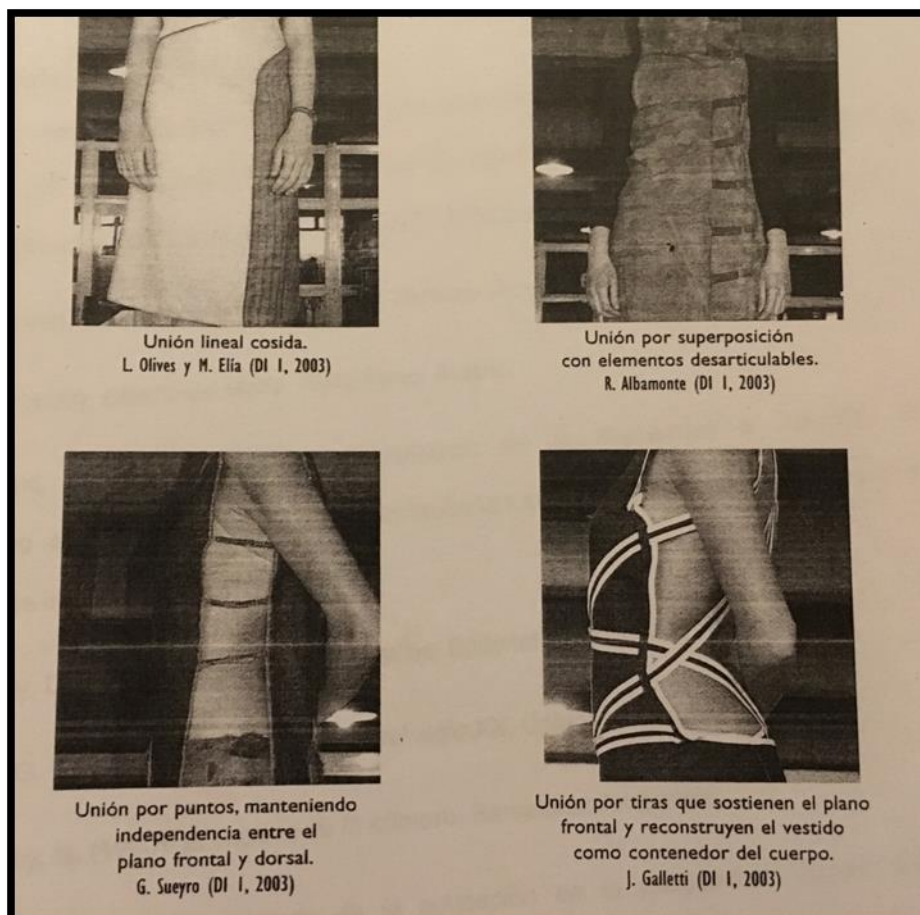 Unión lineal cosida.
L. Olives y M. Elía (DI 1, 2003)
Unión por superposición
con elementos desarticulables.
R. Albamonte (DI 1, 2003)
Unión por puntos, manteniendo
independencia entre el
plano frontal y dorsal.
G. Sueyro (DI 1, 2003)
Unión por tiras que sostienen el plano
frontal y reconstruyen el vestido
como contenedor del cuerpo.
J. Galletti (DI 1, 2003)